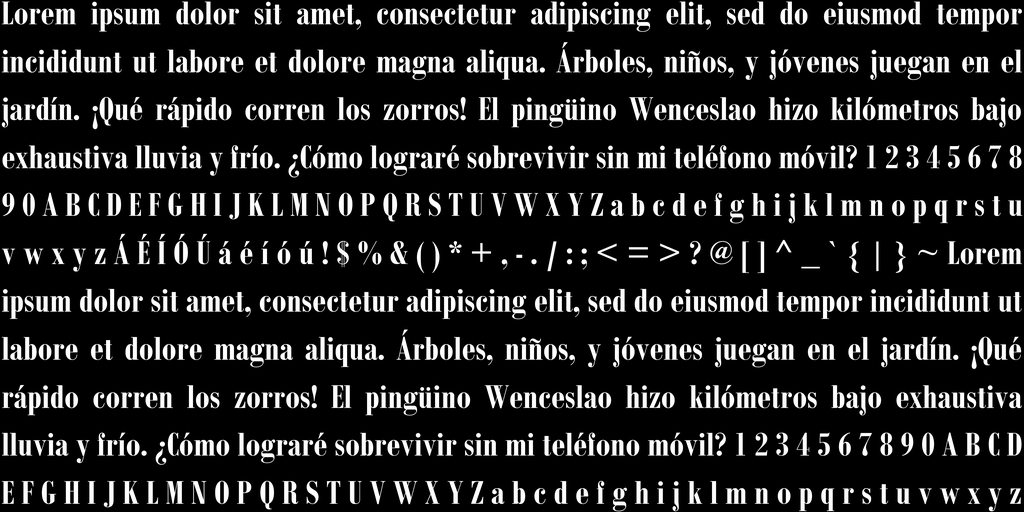 Lorem ipsum dolor sit amet, consectetur adipiscing elit, sed do eiusmod tempor
incididunt ut labore et dolore magna aliqua. Árboles, niños, y jóvenes juegan en el
jardín. ¡Qué rápido corren los zorros! El pingüino Wenceslao hizo kilómetros bajo
exhaustiva lluvia y frío. ¿Cómo lograré sobrevivir sin mi teléfono móvil? 1 2 3 4 5 6 7 8
9 0 A B C D E F G H I J K L M N O P Q R S T U V W X Y Z a b c d e f g h i j k l m n o p q r s t u
v w x y z Á É Í Ó Ú á é í ó ú ! $ % & ( ) * + , - . / : ; < = > ? @ [ ] ^ _ ` { | } ~ Lorem
ipsum dolor sit amet, consectetur adipiscing elit, sed do eiusmod tempor incididunt ut
labore et dolore magna aliqua. Árboles, niños, y jóvenes juegan en el jardín. ¡Qué
rápido corren los zorros! El pingüino Wenceslao hizo kilómetros bajo exhaustiva
lluvia y frío. ¿Cómo lograré sobrevivir sin mi teléfono móvil? 1 2 3 4 5 6 7 8 9 0 A B C D
E F G H I J K L M N O P Q R S T U V W X Y Z a b c d e f g h i j k l m n o p q r s t u v w x y z